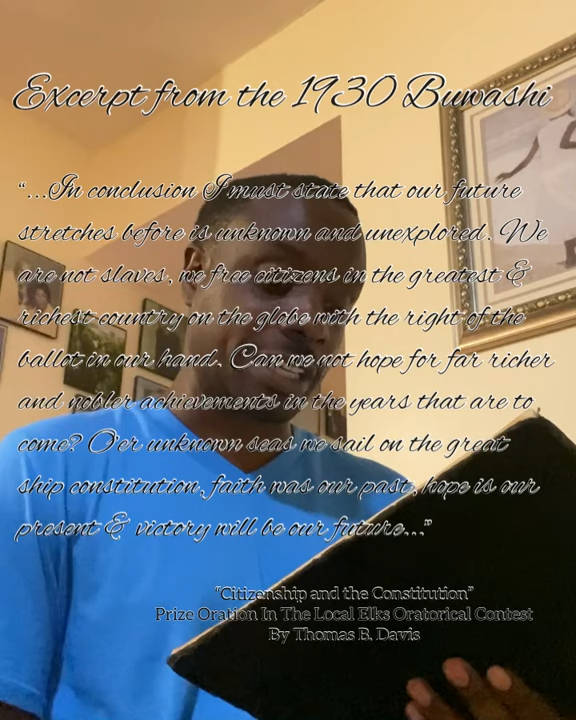 Excerpt from the 1930 Buwashi
“...In conclusion I must state that our future
stretches before is unknown and unexplored. We
are not slaves, we free citizens in the greatest &
richest country on the globe with the right of the
ballot in our hand. Can we not hope for far richer
and nobler achievements in the years that are to
come? O'er unknown seas we sail on the great
ship constitution, faith was our past, hope is our
present & victory will be our future...”
“Citizenship and the Constitution”
Prize Oration In The Local Elks Oratorical Contest
By Thomas B. Davis